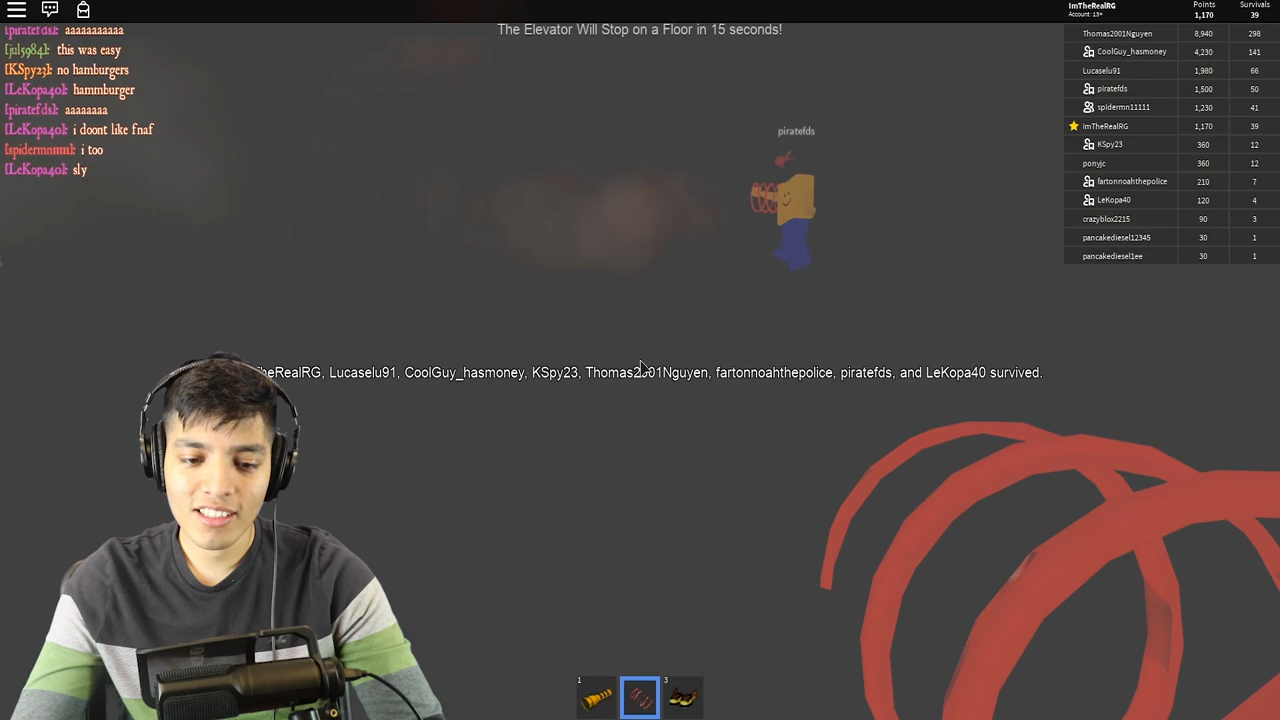 ImTheRealRG
Account: 13+
Points
1,170
Survivals
39
[piratefds]: aaaaaaaaaaa
[jul5984]: this was easy
[KSpy23]: no hamburgers
[LeKopa40]: hammburger
[piratefds]: aaaaaaaa
[LeKopa40]: i doont like fnaf
[spidermn11111]: i too
[LeKopa40]: sly
The Elevator Will Stop on a Floor in 15 seconds!
Thomas2001Nguyen 8,940 298
CoolGuy_hasmoney 4,230 141
Lucaselu91 1,980 66
piratefds 1,500 50
spidermn11111 1,230 41
ImTheRealRG 1,170 39
KSpy23 360 12
ponyjc 360 12
fartonnoahthepolice 210 7
LeKopa40 120 4
crazyblox2215 90 3
pancakediesel12345 30 1
pancakediesel1ee 30 1
piratefds
heRealRG, Lucaselu91, CoolGuy_hasmoney, KSpy23, Thomas2001Nguyen, fartonnoahthepolice, piratefds, and LeKopa40 survived.
1
3